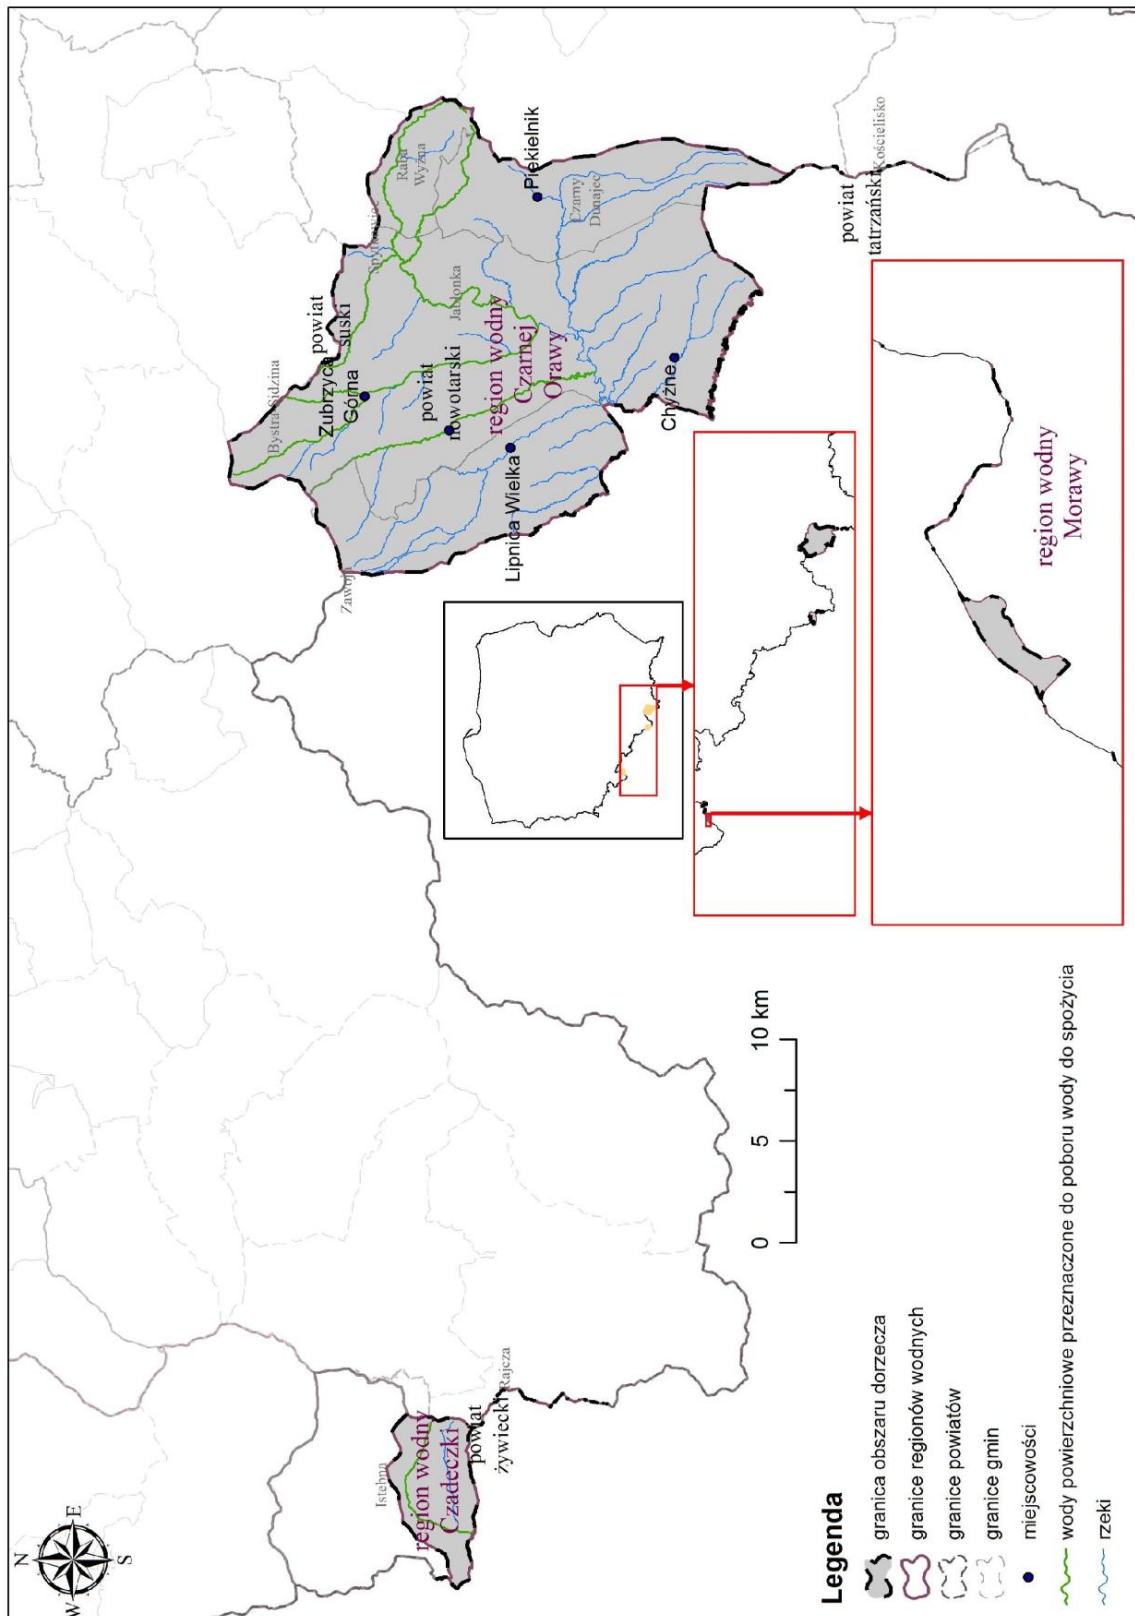 N
W
E
S
Istebna
region wodny
Czadeczki
powiat
żywiecki
Rajcza
Zawoja
Bystra-Sidzina
Zubrzyca
Górna
powiat
suski
Spytkowice
Raba
Wyżna
powiat
nowotarski
Jabłonka
region wodny
Czarnej
Orawy
Lipnica Wielka
Piekielnik
Czarny
Dunajec
Chyżne
powiat
tatrzański
Kościelisko
region wodny
Morawy
0 5 10 km
Legenda
granica obszaru dorzecza
granice regionów wodnych
granice powiatów
granice gmin
miejscowości
wody powierzchniowe przeznaczone do poboru wody do spożycia
rzeki